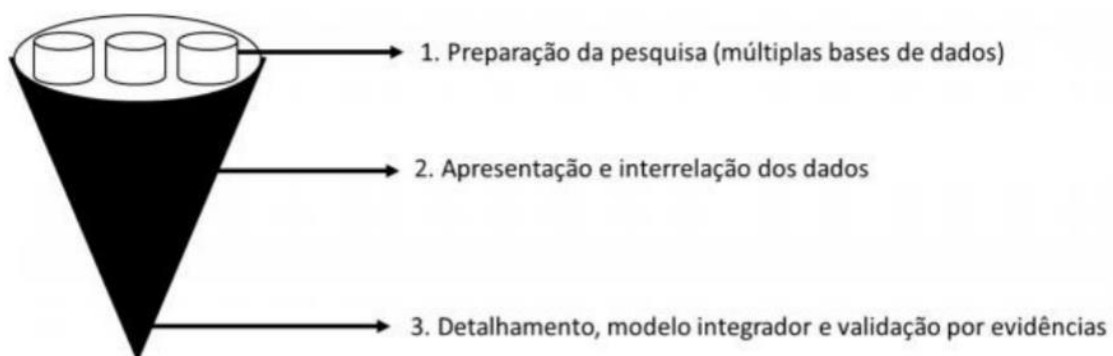 1. Preparação da pesquisa (múltiplas bases de dados)
2. Apresentação e interrelação dos dados
3. Detalhamento, modelo integrador e validação por evidências